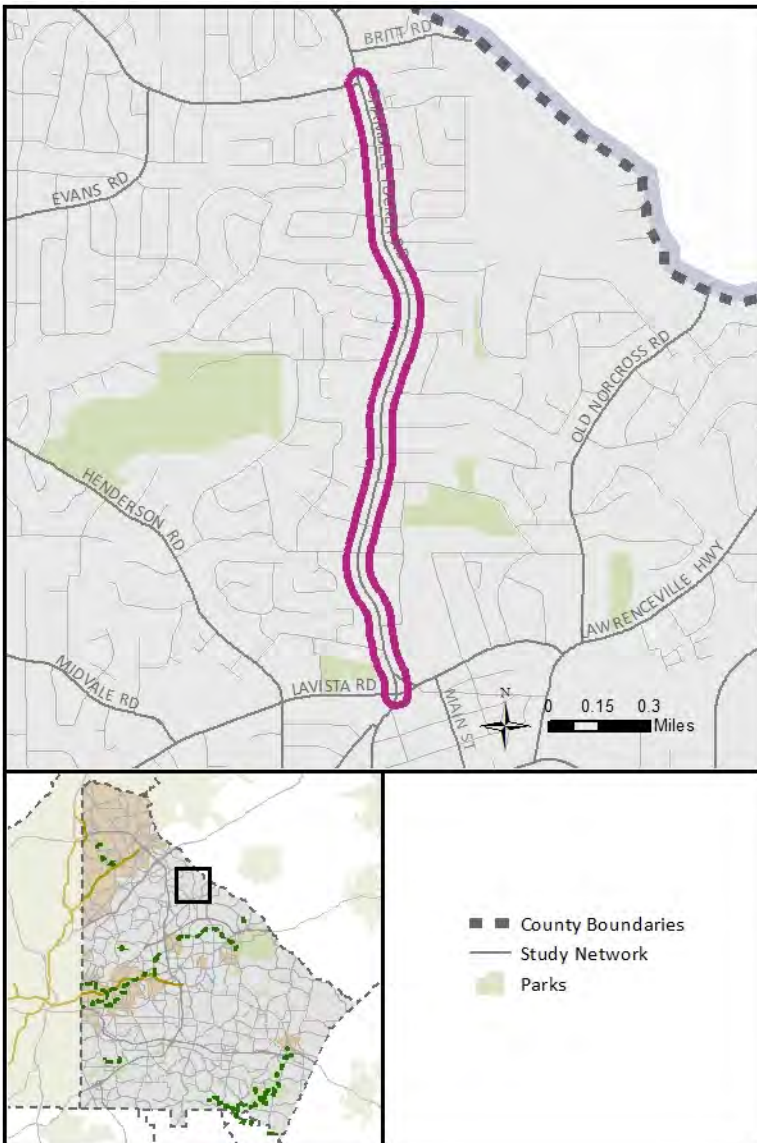 BRITT RD
EVANS RD
OLD NORCROSS RD
HENDERSON RD
LAWRENCEVILLE HWY
MIDVALE RD
LAVISTA RD
MAIN ST
N
0 0.15 0.3
Miles
County Boundaries
Study Network
Parks